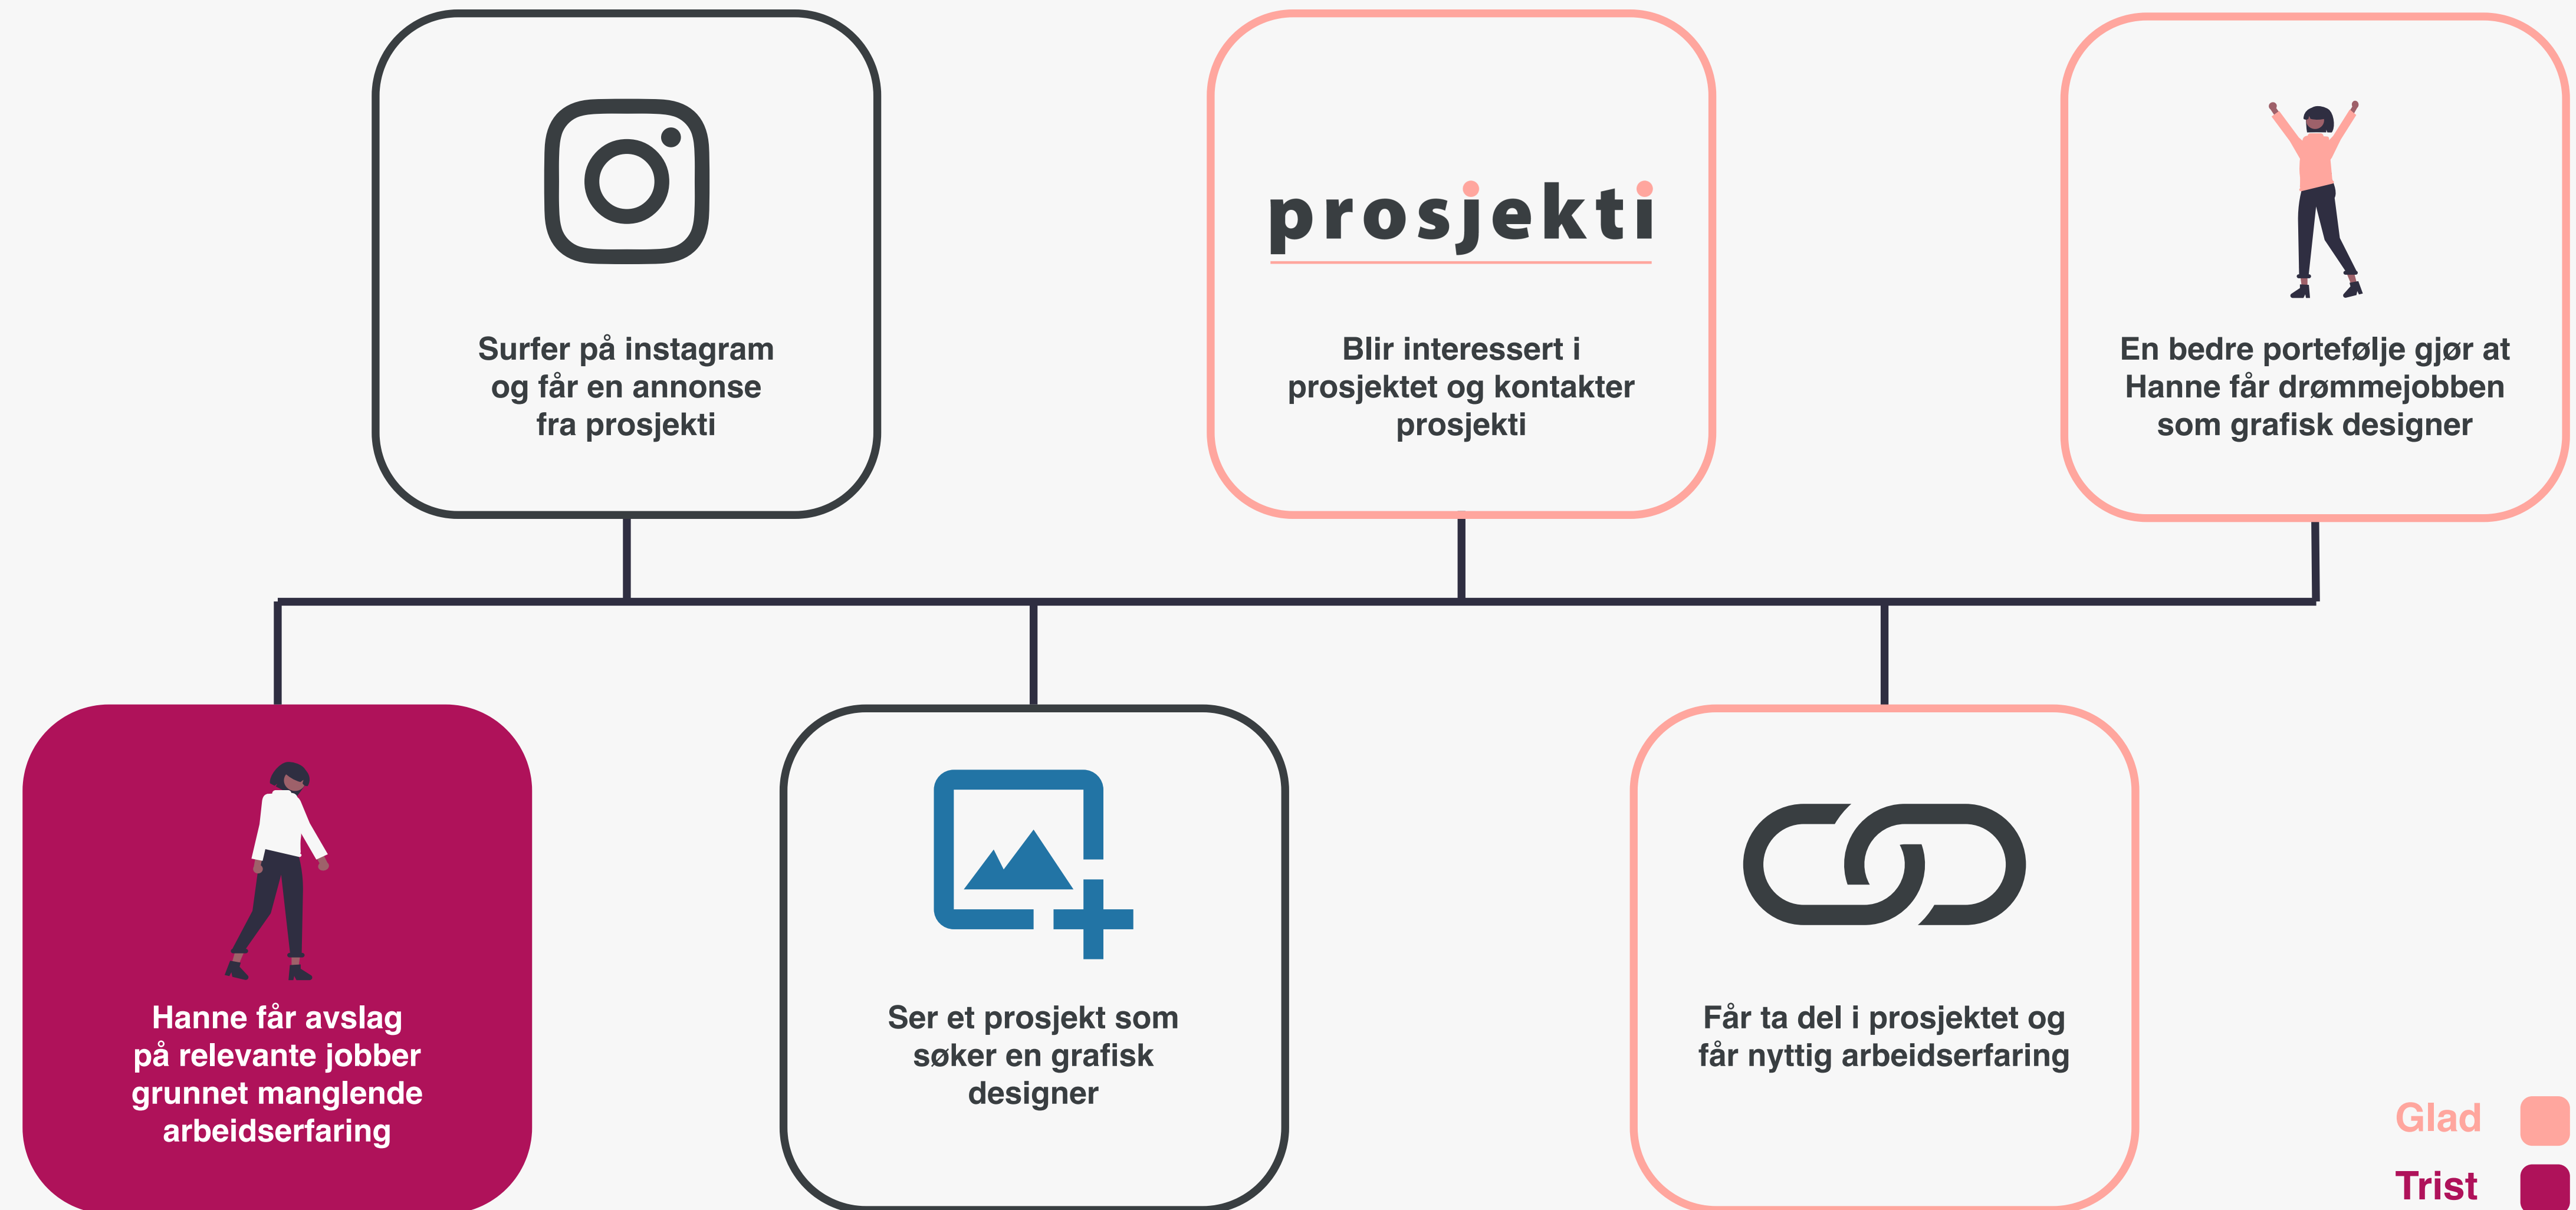 Surfer på instagram
og får en annonse
fra prosjekti
prosjekti
Blir interessert i
prosjektet og kontakter
prosjekti
En bedre portefølje gjør at
Hanne får drømmejobben
som grafisk designer
Hanne får avslag
på relevante jobber
grunnet manglende
arbeidserfaring
Ser et prosjekt som
søker en grafisk
designer
Får ta del i prosjektet og
får nyttig arbeidserfaring
Glad
Trist